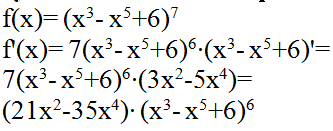 f(x)= (x³- x⁵+6)⁷
f'(x)= 7(x³- x⁵+6)⁶·(x³- x⁵+6)'=
7(x³- x⁵+6)⁶·(3x²-5x⁴)=
(21x²-35x⁴)· (x³- x⁵+6)⁶